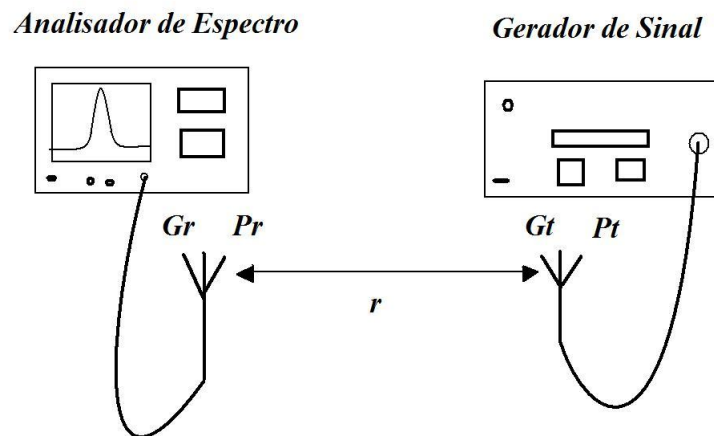 Analisador de Espectro
Gerador de Sinal
Gr Pr
Gt Pt
r